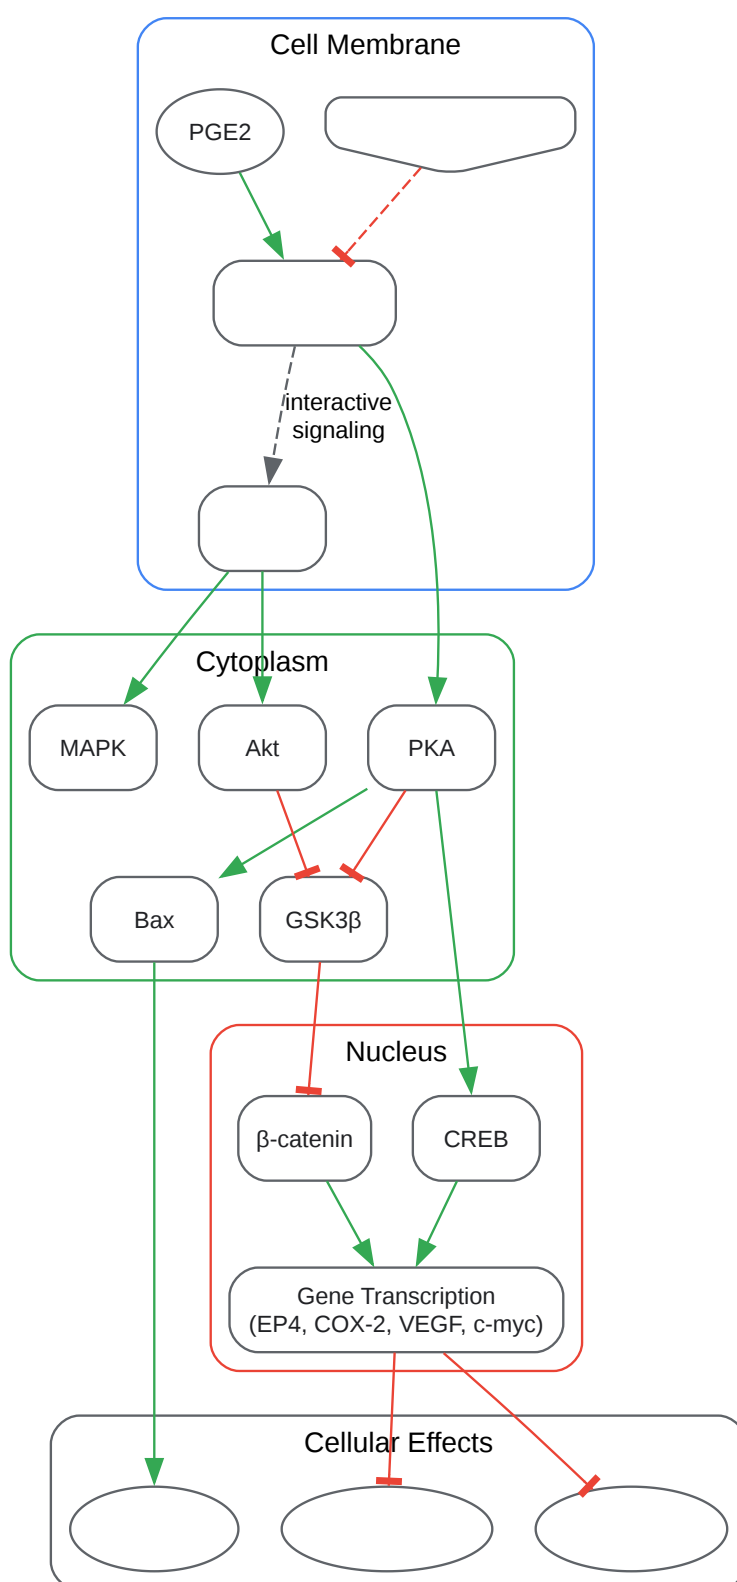 Cell Membrane
PGE2
interactive
signaling
Cytoplasm
MAPK
Akt
PKA
Bax
GSK3β
Nucleus
β-catenin
CREB
Gene Transcription
(EP4, COX-2, VEGF, c-myc)
Cellular Effects